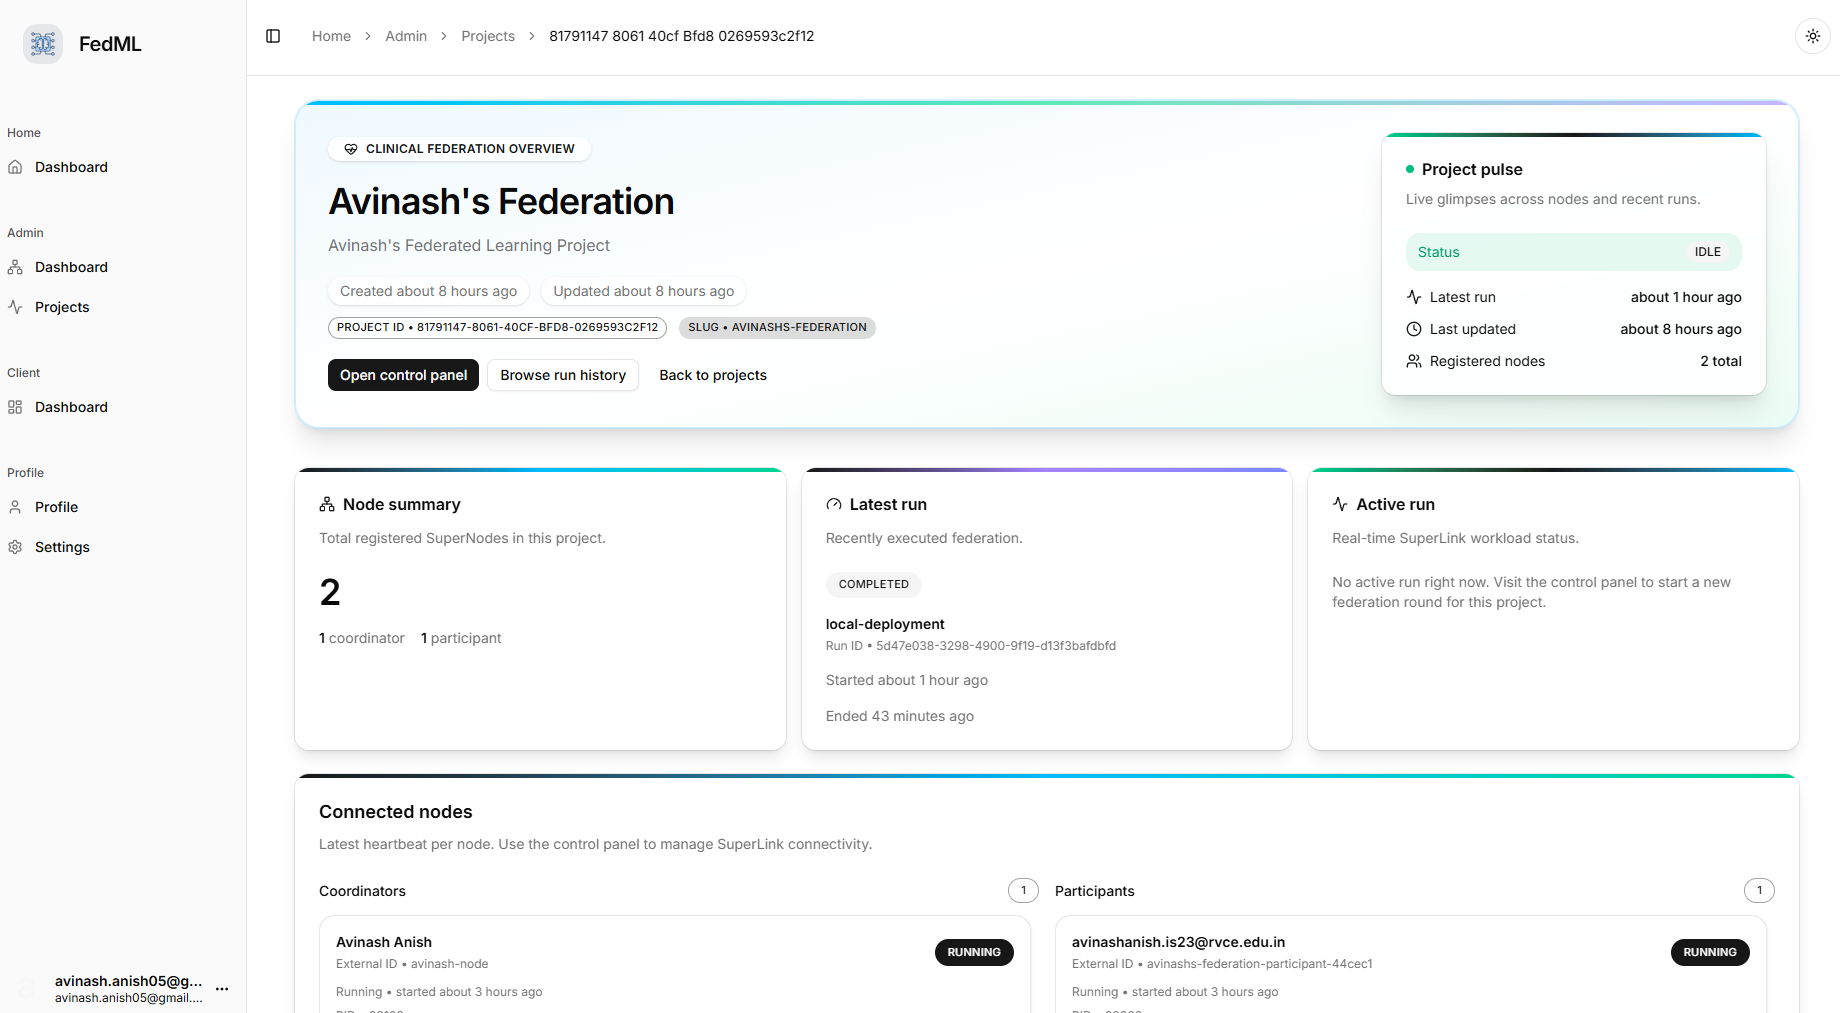 FedML
Home
Dashboard
Admin
Dashboard
Projects
Client
Dashboard
Profile
Profile
Settings
avinash.anish05@g...
avinash.anish05@gmail....
Home > Admin > Projects > 81791147 8061 40cf Bfd8 0269593c2f12
CLINICAL FEDERATION OVERVIEW
Avinash's Federation
Avinash's Federated Learning Project
Created about 8 hours ago Updated about 8 hours ago
PROJECT ID • 81791147-8061-40CF-BFD8-0269593C2F12 SLUG • AVINASHS-FEDERATION
Open control panel Browse run history Back to projects
Project pulse
Live glimpses across nodes and recent runs.
Status IDLE
Latest run about 1 hour ago
Last updated about 8 hours ago
Registered nodes 2 total
Node summary
Total registered SuperNodes in this project.
2
1 coordinator 1 participant
Latest run
Recently executed federation.
COMPLETED
local-deployment
Run ID • 5d47e038-3298-4900-9f19-d13f3bafdbfd
Started about 1 hour ago
Ended 43 minutes ago
Active run
Real-time SuperLink workload status.
No active run right now. Visit the control panel to start a new
federation round for this project.
Connected nodes
Latest heartbeat per node. Use the control panel to manage SuperLink connectivity.
Coordinators 1
Avinash Anish
RUNNING
External ID • avinash-node
Running • started about 3 hours ago
Participants 1
avinashanish.is23@rvce.edu.in
RUNNING
External ID • avinashs-federation-participant-44cec1
Running • started about 3 hours ago